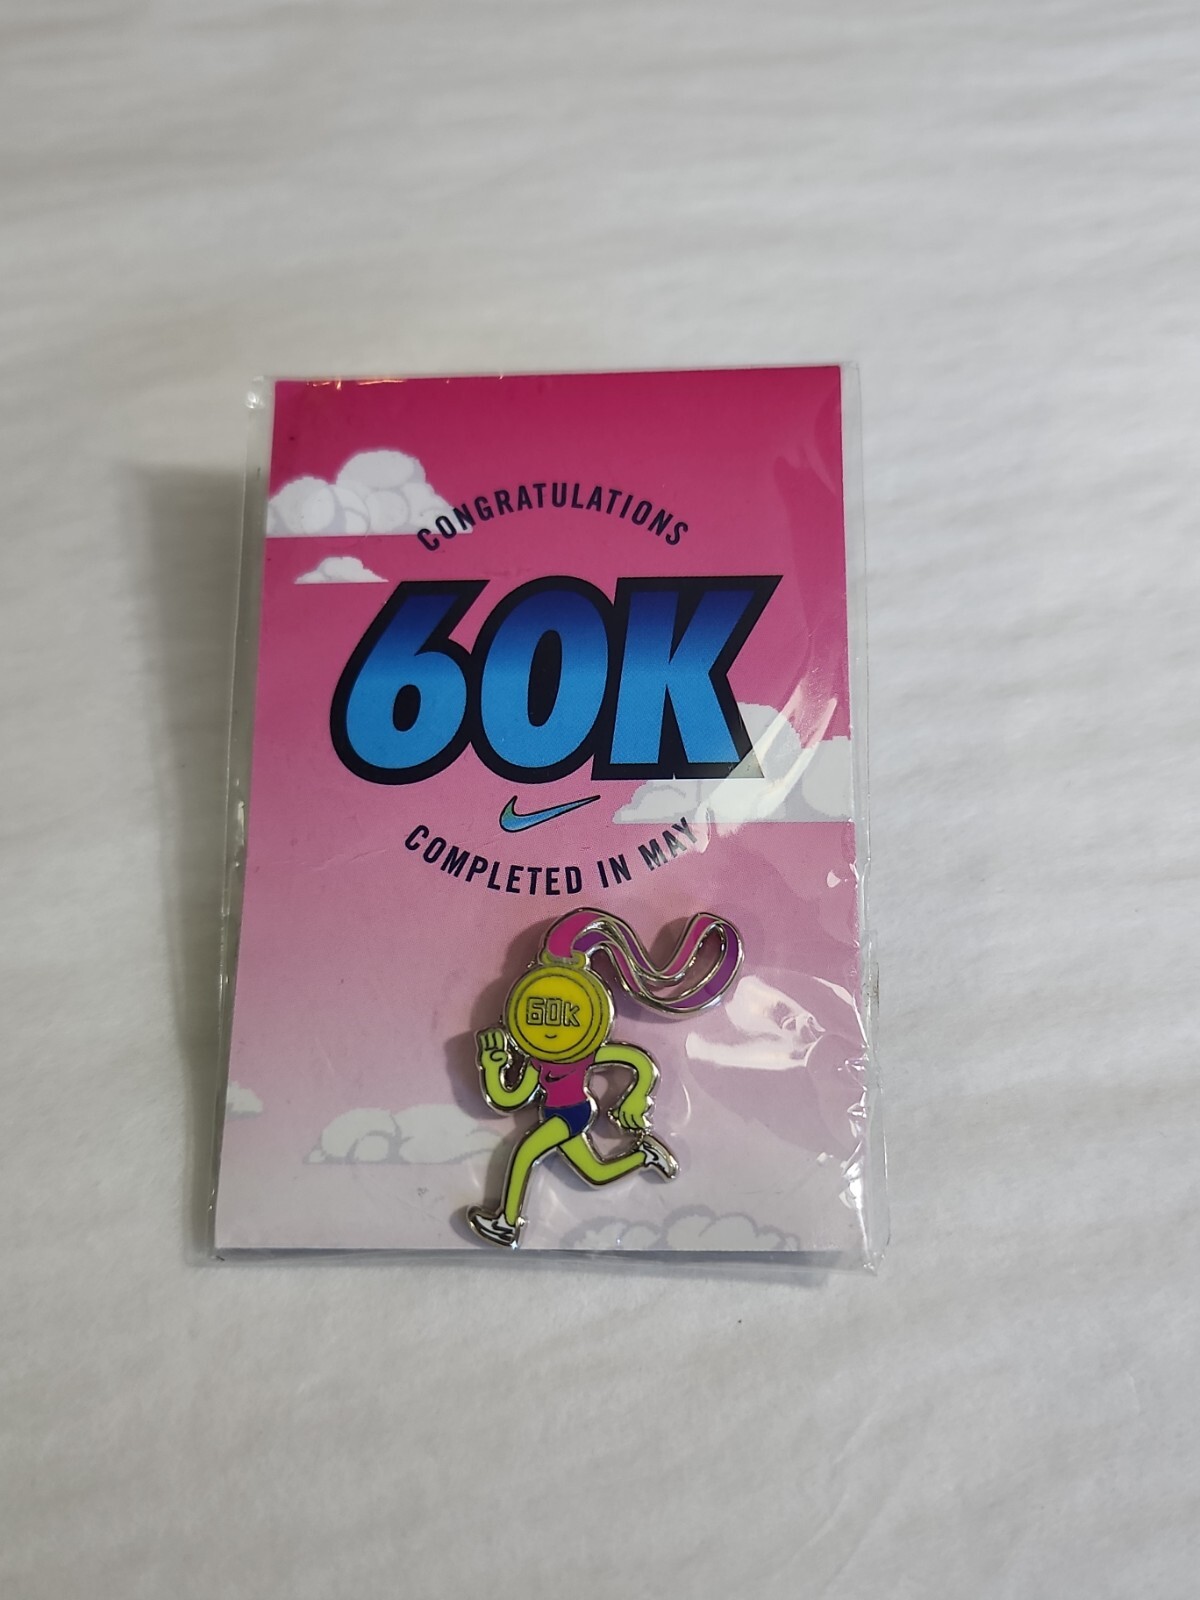 CONGRATULATIONS
60K
COMPLETED IN MAY
60K